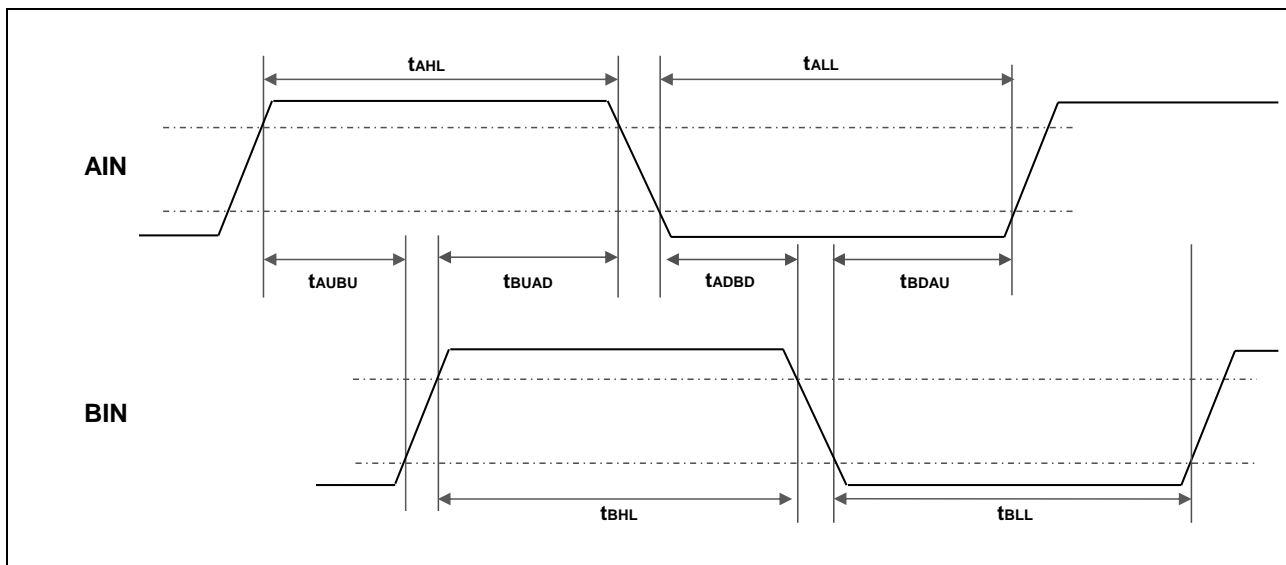 tAHL
tALL
AIN
tAUBU
tBUAD
tADBD
tBDAU
BIN
tBHL
tBLL